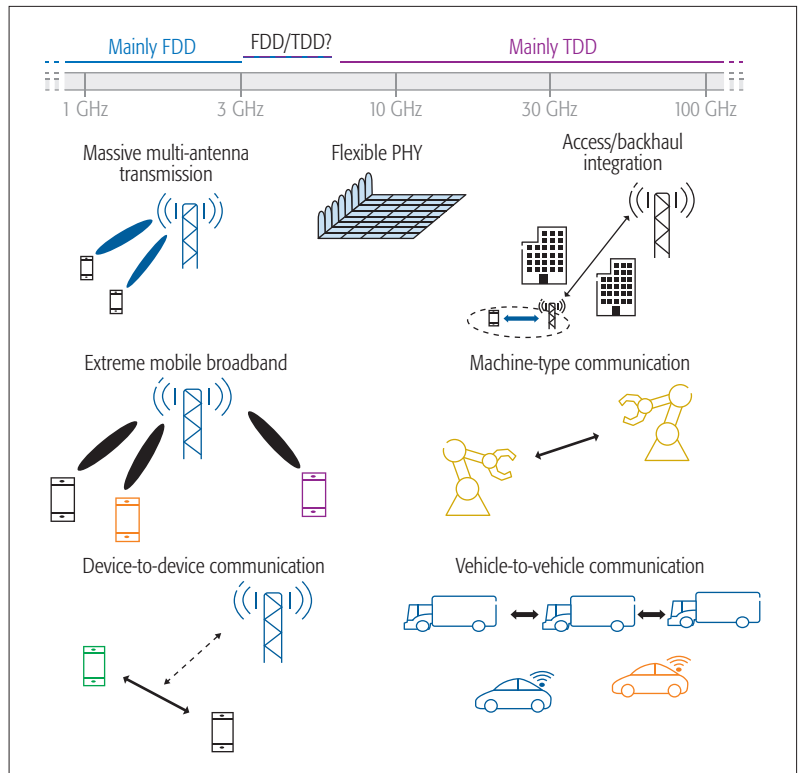 Mainly FDD
FDD/TDD?
Mainly TDD
1 GHz
3 GHz
10 GHz
30 GHz
100 GHz
Massive multi-antenna
transmission
Flexible PHY
Access/backhaul
integration
Extreme mobile broadband
Machine-type communication
Device-to-device communication
Vehicle-to-vehicle communication